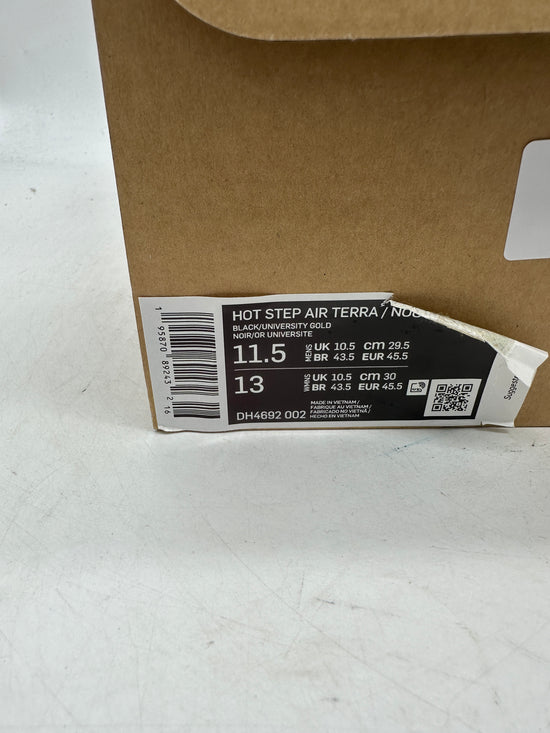 HOT STEP AIR TERRA /
BLACK/UNIVERSITY GOLD
NOIR/OR UNIVERSITE
11.5 MENS UK 10.5 CM 29.5
BR 43.5 EUR 45.5
13 WMNS UK 10.5 CM 30
BR 43.5 EUR 45.5
MADE IN VIETNAM /
FABRIQUE AU VIETNAM /
FABRICADO NO VIETNÃ /
HECHO EN VIETNAM
DH4692 002
1 95870 89243 2 16